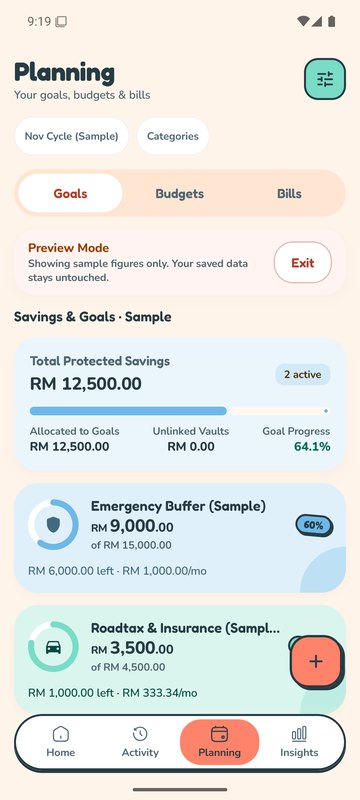 9:19
Planning
Your goals, budgets & bills
Nov Cycle (Sample) Categories
Goals Budgets Bills
Preview Mode
Showing sample figures only. Your saved data
stays untouched.
Exit
Savings & Goals · Sample
Total Protected Savings
RM 12,500.00
2 active
Allocated to Goals Unlinked Vaults Goal Progress
RM 12,500.00 RM 0.00 64.1%
Emergency Buffer (Sample)
RM 9,000.00
60%
of RM 15,000.00
RM 6,000.00 left · RM 1,000.00/mo
Roadtax & Insurance (Sampl...
RM 3,500.00
of RM 4,500.00
RM 1,000.00 left · RM 333.34/mo
Home Activity Planning Insights